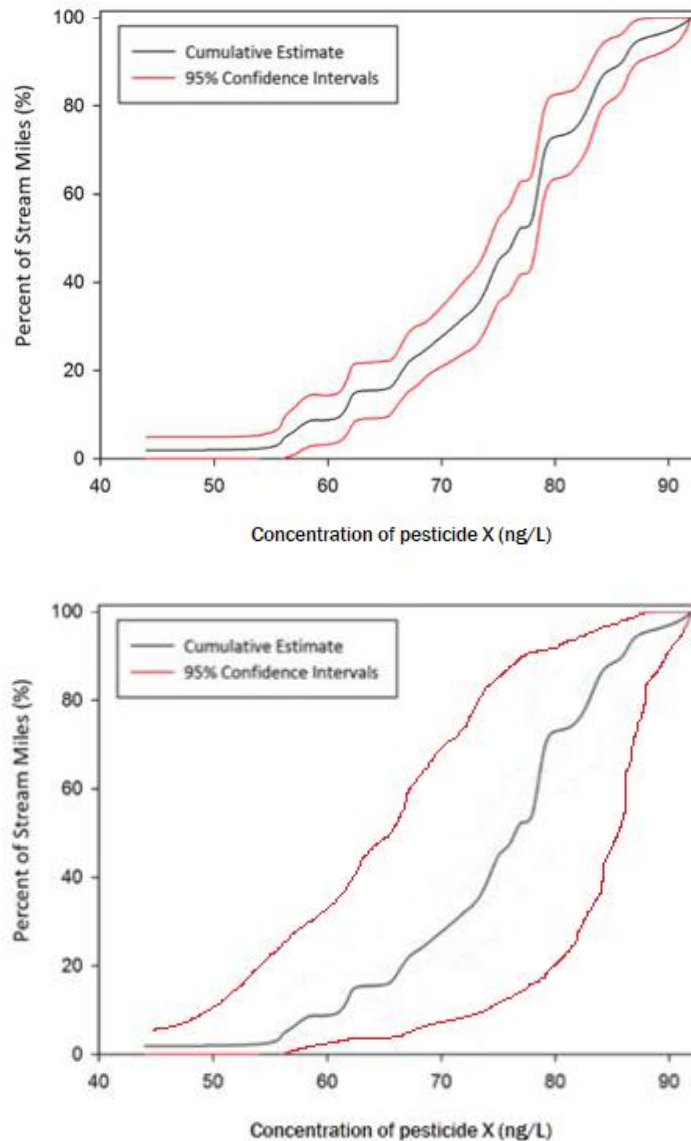 Percent of Stream Miles (%)
100
80
60
40
20
0
Cumulative Estimate
95% Confidence Intervals
40 50 60 70 80 90
Concentration of pesticide X (ng/L)
Percent of Stream Miles (%)
100
80
60
40
20
0
Cumulative Estimate
95% Confidence Intervals
40 50 60 70 80 90
Concentration of pesticide X (ng/L)